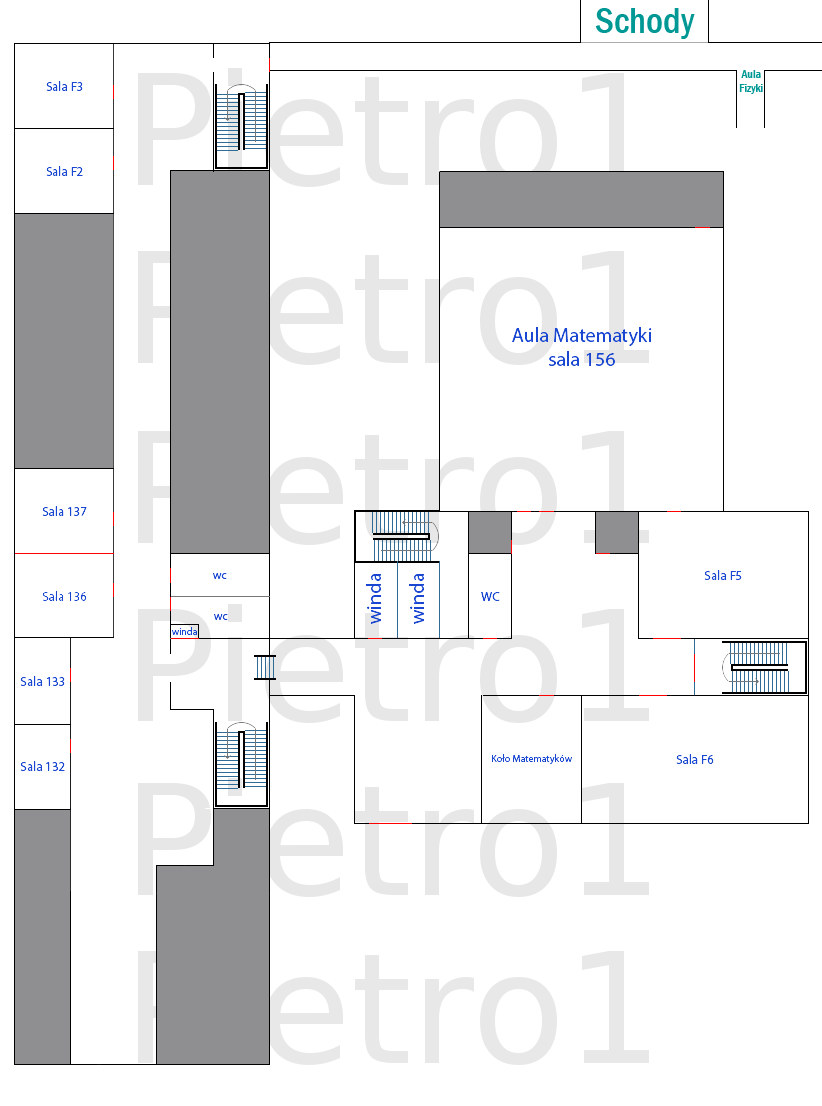 Schody
Aula
Fizyki
Sala F3
Pietro1
Sala F2
Pietro1
Aula Matematyki
sala 156
Pietro1
Sala 137
wc
Sala F5
Sala 136
winda
winda
WC
wc
winda
Pietro1
Sala 133
Sala 132
Koło Matematyków
Sala F6
Pietro1
Pietro1